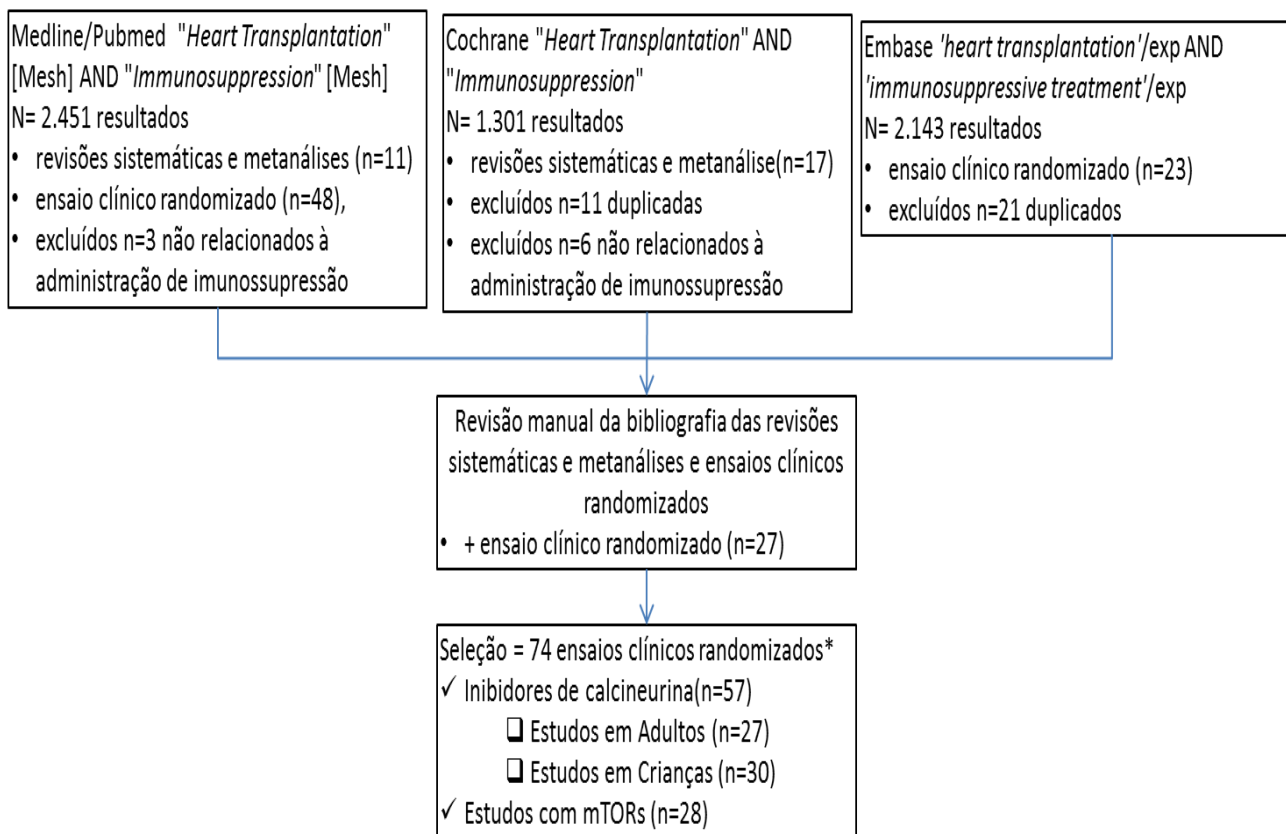 Medline/Pubmed "Heart Transplantation"
[Mesh] AND "Immunosuppression" [Mesh]
N= 2.451 resultados
• revisões sistemáticas e metanálises (n=11)
• ensaio clínico randomizado (n=48),
• excluídos n=3 não relacionados à
administração de imunossupressão
Cochrane "Heart Transplantation" AND
"Immunosuppression"
N= 1.301 resultados
• revisões sistemáticas e metanálise(n=17)
• excluídos n=11 duplicadas
• excluídos n=6 não relacionados à
administração de imunossupressão
Embase 'heart transplantation'/exp AND
'immunosuppressive treatment'/exp
N= 2.143 resultados
• ensaio clínico randomizado (n=23)
• excluídos n=21 duplicados
Revisão manual da bibliografia das revisões
sistemáticas e metanálises e ensaios clínicos
randomizados
• + ensaio clínico randomizado (n=27)
Seleção = 74 ensaios clínicos randomizados*
✓ Inibidores de calcineurina(n=57)
❑ Estudos em Adultos (n=27)
❑ Estudos em Crianças (n=30)
✓ Estudos com mTORs (n=28)